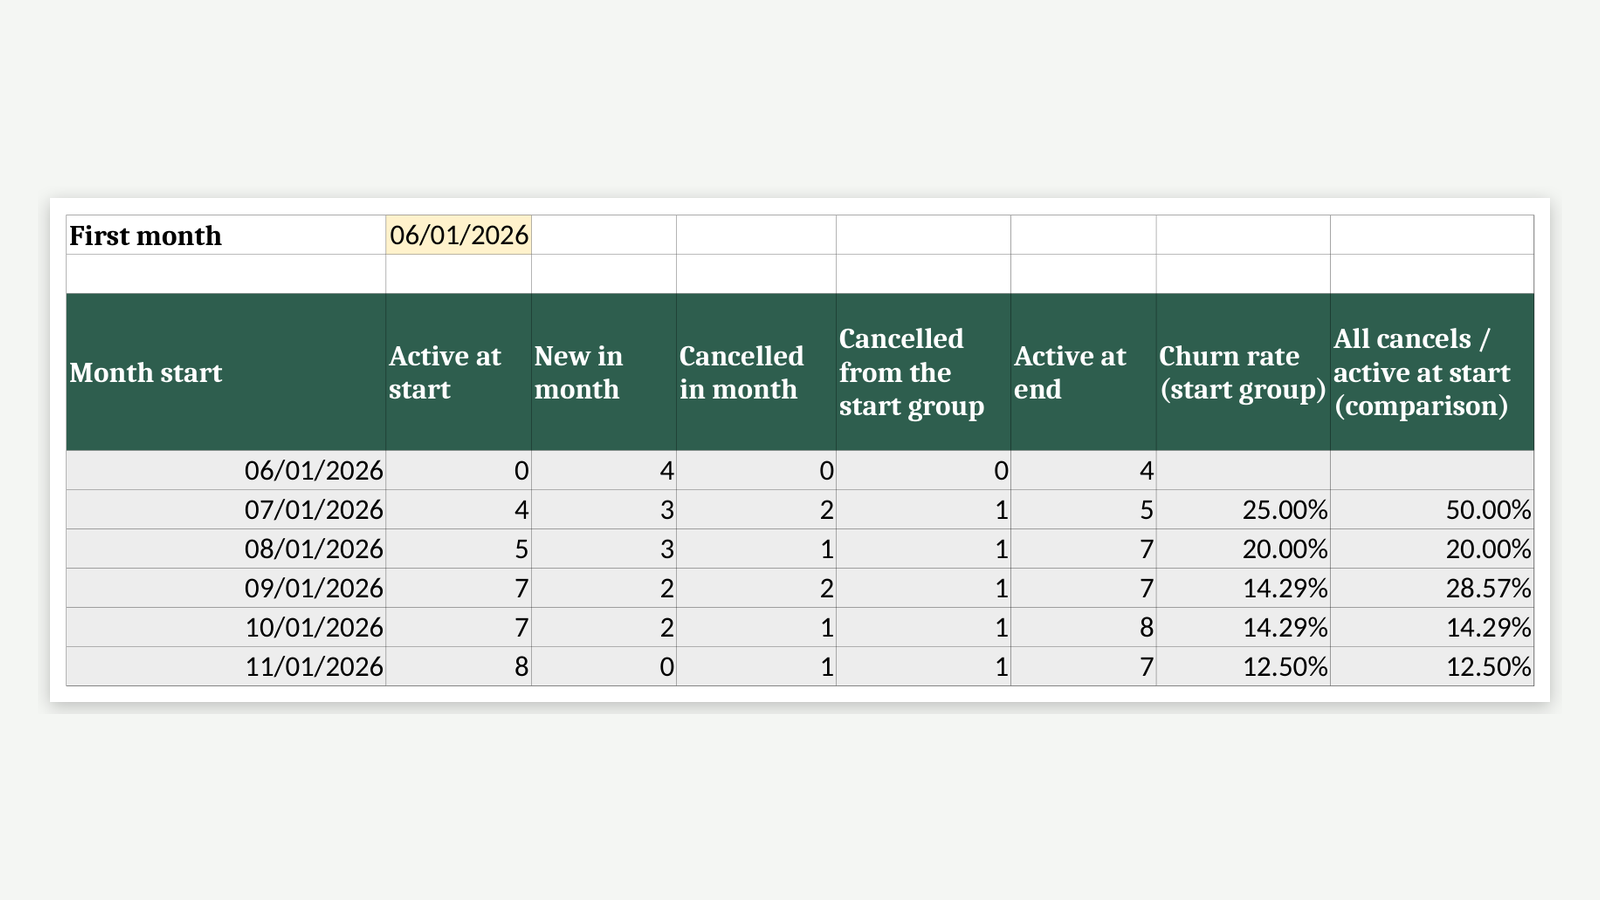 First month 06/01/2026
Month start Active at start New in month Cancelled in month Cancelled from the start group Active at end Churn rate (start group) All cancels / active at start (comparison)
06/01/2026 0 4 0 0 4
07/01/2026 4 3 2 1 5 25.00% 50.00%
08/01/2026 5 3 1 1 7 20.00% 20.00%
09/01/2026 7 2 2 1 7 14.29% 28.57%
10/01/2026 7 2 1 1 8 14.29% 14.29%
11/01/2026 8 0 1 1 7 12.50% 12.50%